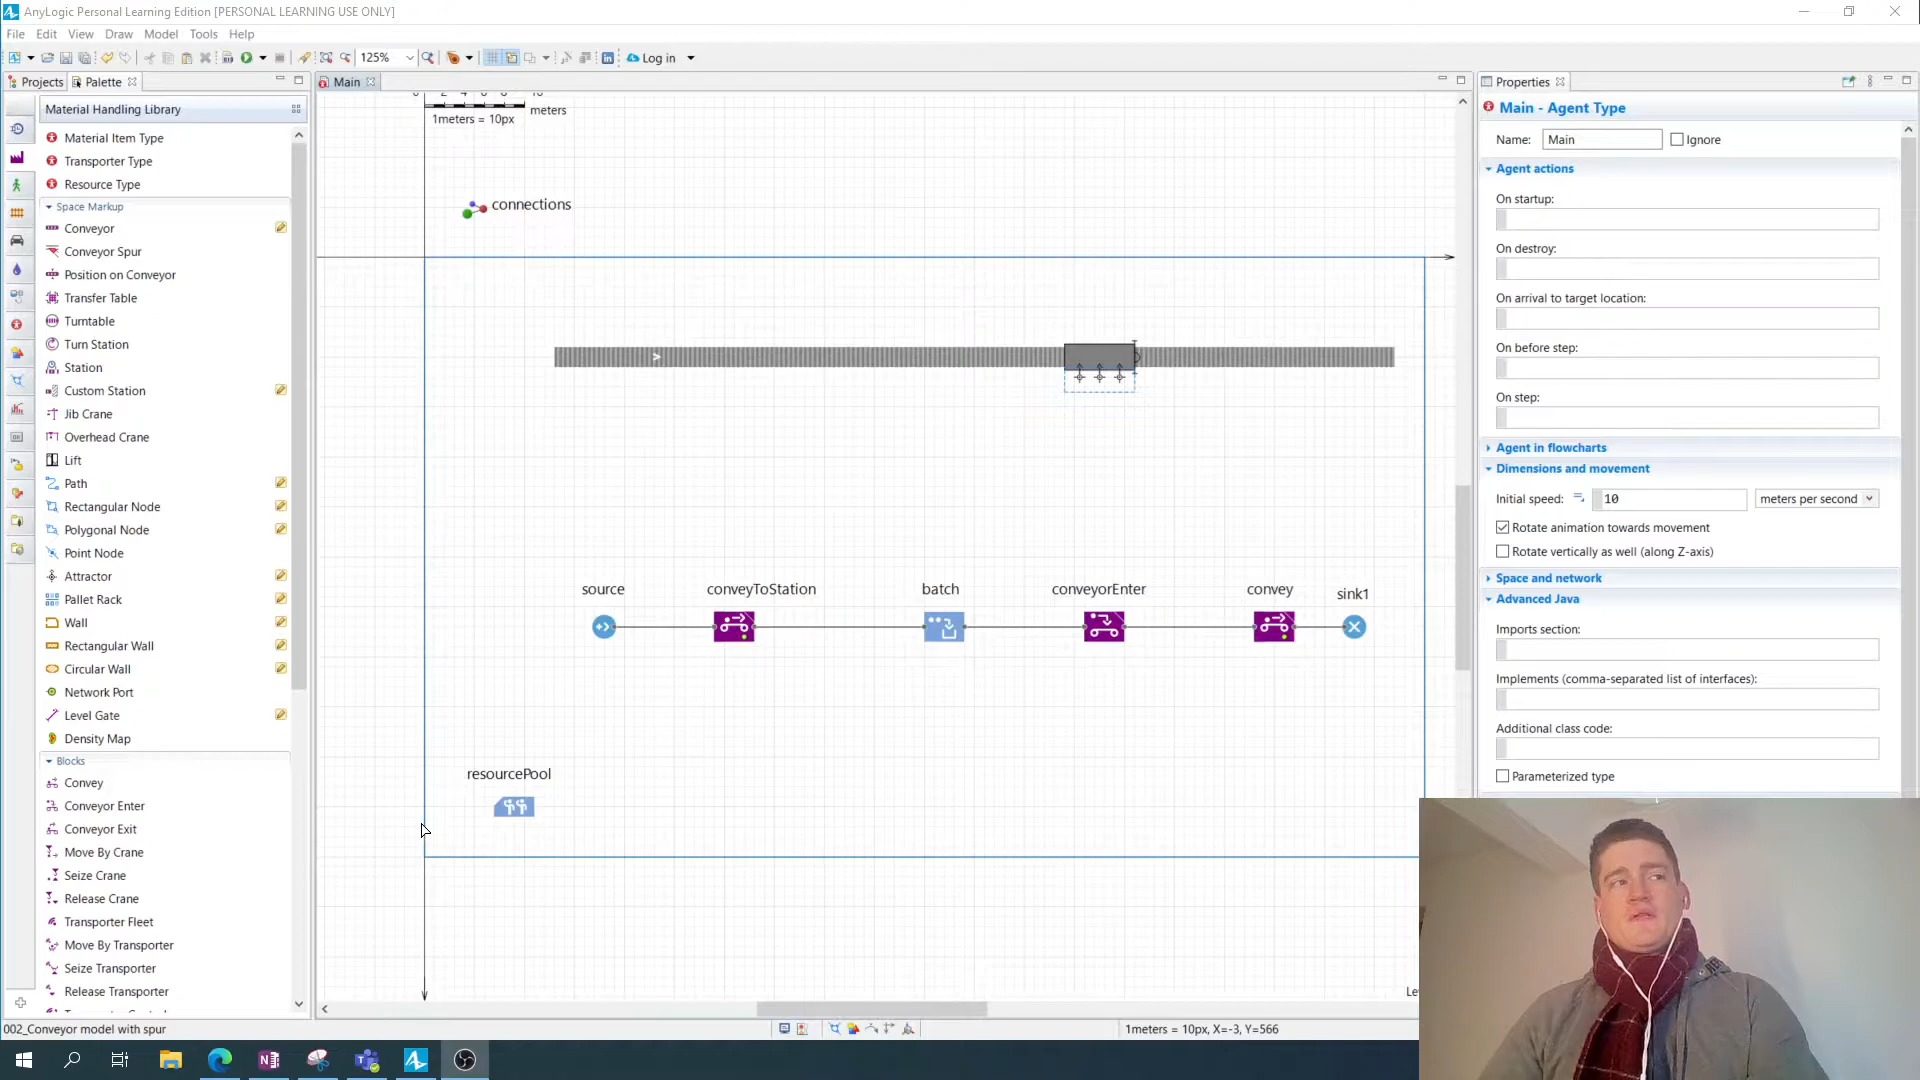 AnyLogic Personal Learning Edition [PERSONAL LEARNING USE ONLY]
File Edit View Draw Model Tools Help
125% Log in
Projects Palette Main Properties
Material Handling Library
Material Item Type
Transporter Type
Resource Type
Space Markup
Conveyor
Conveyor Spur
Position on Conveyor
Transfer Table
Turntable
Turn Station
Station
Custom Station
Jib Crane
Overhead Crane
Lift
Path
Rectangular Node
Polygonal Node
Point Node
Attractor
Pallet Rack
Wall
Rectangular Wall
Circular Wall
Network Port
Level Gate
Density Map
Blocks
Convey
Conveyor Enter
Conveyor Exit
Move By Crane
Seize Crane
Release Crane
Transporter Fleet
Move By Transporter
Seize Transporter
Release Transporter
meters
1meters = 10px
connections
source conveyToStation batch conveyorEnter convey sink1
resourcePool
Main - Agent Type
Name: Main Ignore
Agent actions
On startup:
On destroy:
On arrival to target location:
On before step:
On step:
Agent in flowcharts
Dimensions and movement
Initial speed: 10 meters per second
Rotate animation towards movement
Rotate vertically as well (along Z-axis)
Space and network
Advanced Java
Imports section:
Implements (comma-separated list of interfaces):
Additional class code:
Parameterized type
002_Conveyor model with spur
1meters = 10px, X=-3, Y=566